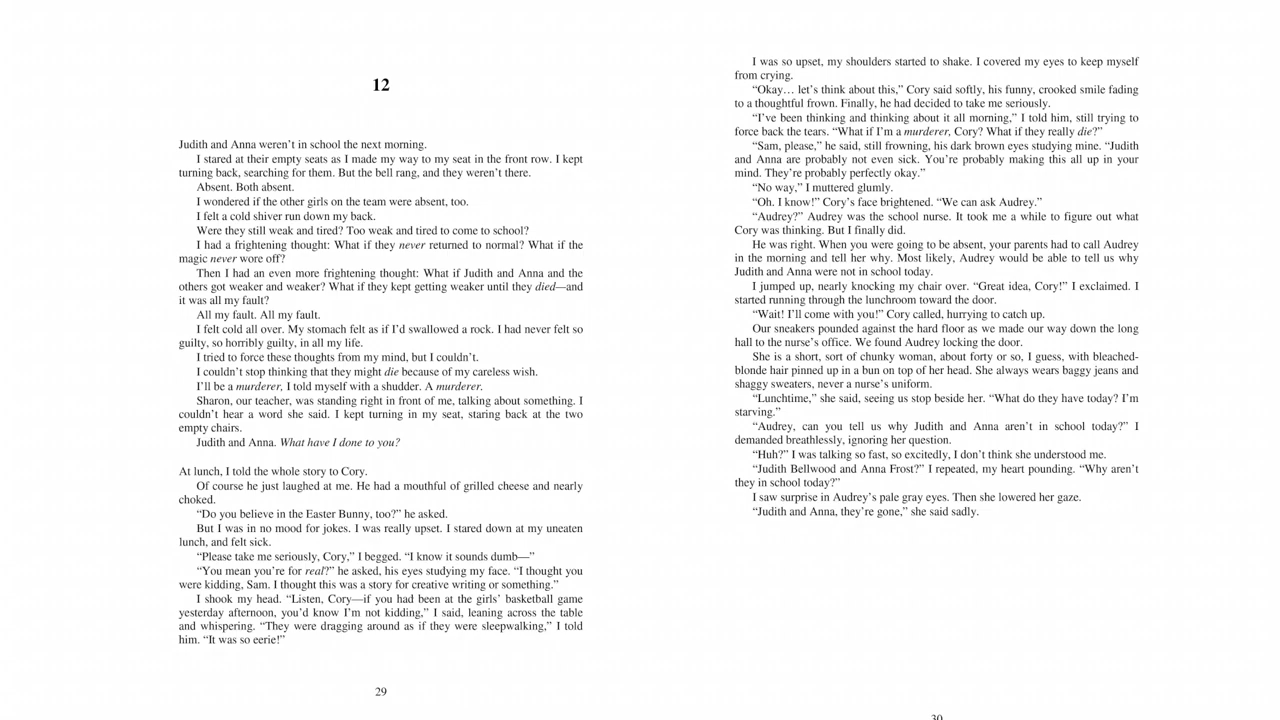 12
Judith and Anna weren't in school the next morning.
I stared at their empty seats as I made my way to my seat in the front row. I kept
turning back, searching for them. But the bell rang, and they weren't there.
Absent. Both absent.
I wondered if the other girls on the team were absent, too.
I felt a cold shiver run down my back.
Were they still weak and tired? Too weak and tired to come to school?
I had a frightening thought: What if they never returned to normal? What if the
magic never wore off?
Then I had an even more frightening thought: What if Judith and Anna and the
others got weaker and weaker? What if they kept getting weaker until they died—and
it was all my fault?
All my fault. All my fault.
I felt cold all over. My stomach felt as if I'd swallowed a rock. I had never felt so
guilty, so horribly guilty, in all my life.
I tried to force these thoughts from my mind, but I couldn't.
I couldn't stop thinking that they might die because of my careless wish.
I'll be a murderer, I told myself with a shudder. A murderer.
Sharon, our teacher, was standing right in front of me, talking about something. I
couldn't hear a word she said. I kept turning in my seat, staring back at the two
empty chairs.
Judith and Anna. What have I done to you?
At lunch, I told the whole story to Cory.
Of course he just laughed at me. He had a mouthful of grilled cheese and nearly
choked.
“Do you believe in the Easter Bunny, too?” he asked.
But I was in no mood for jokes. I was really upset. I stared down at my uneaten
lunch, and felt sick.
“Please take me seriously, Cory,” I begged. “I know it sounds dumb—”
“You mean you're for real?” he asked, his eyes studying my face. “I thought you
were kidding, Sam. I thought this was a story for creative writing or something.”
I shook my head. “Listen, Cory—if you had been at the girls' basketball game
yesterday afternoon, you'd know I'm not kidding,” I said, leaning across the table
and whispering. “They were dragging around as if they were sleepwalking,” I told
him. “It was so eerie!”
29
I was so upset, my shoulders started to shake. I covered my eyes to keep myself
from crying.
“Okay… let's think about this,” Cory said softly, his funny, crooked smile fading
to a thoughtful frown. Finally, he had decided to take me seriously.
“I've been thinking and thinking about it all morning,” I told him, still trying to
force back the tears. “What if I'm a murderer, Cory? What if they really die?”
“Sam, please,” he said, still frowning, his dark brown eyes studying mine. “Judith
and Anna are probably not even sick. You're probably making this all up in your
mind. They're probably perfectly okay.”
“No way,” I muttered glumly.
“Oh. I know!” Cory's face brightened. “We can ask Audrey.”
“Audrey?” Audrey was the school nurse. It took me a while to figure out what
Cory was thinking. But I finally did.
He was right. When you were going to be absent, your parents had to call Audrey
in the morning and tell her why. Most likely, Audrey would be able to tell us why
Judith and Anna were not in school today.
I jumped up, nearly knocking my chair over. “Great idea, Cory!” I exclaimed. I
started running through the lunchroom toward the door.
“Wait! I'll come with you!” Cory called, hurrying to catch up.
Our sneakers pounded against the hard floor as we made our way down the long
hall to the nurse's office. We found Audrey locking the door.
She is a short, sort of chunky woman, about forty or so, I guess, with bleached-
blonde hair pinned up in a bun on top of her head. She always wears baggy jeans and
shaggy sweaters, never a nurse's uniform.
“Lunchtime,” she said, seeing us stop beside her. “What do they have today? I'm
starving.”
“Audrey, can you tell us why Judith and Anna aren't in school today?” I
demanded breathlessly, ignoring her question.
“Huh?” I was talking so fast, so excitedly, I don't think she understood me.
“Judith Bellwood and Anna Frost?” I repeated, my heart pounding. “Why aren't
they in school today?”
I saw surprise in Audrey's pale gray eyes. Then she lowered her gaze.
“Judith and Anna, they're gone,” she said sadly.
30